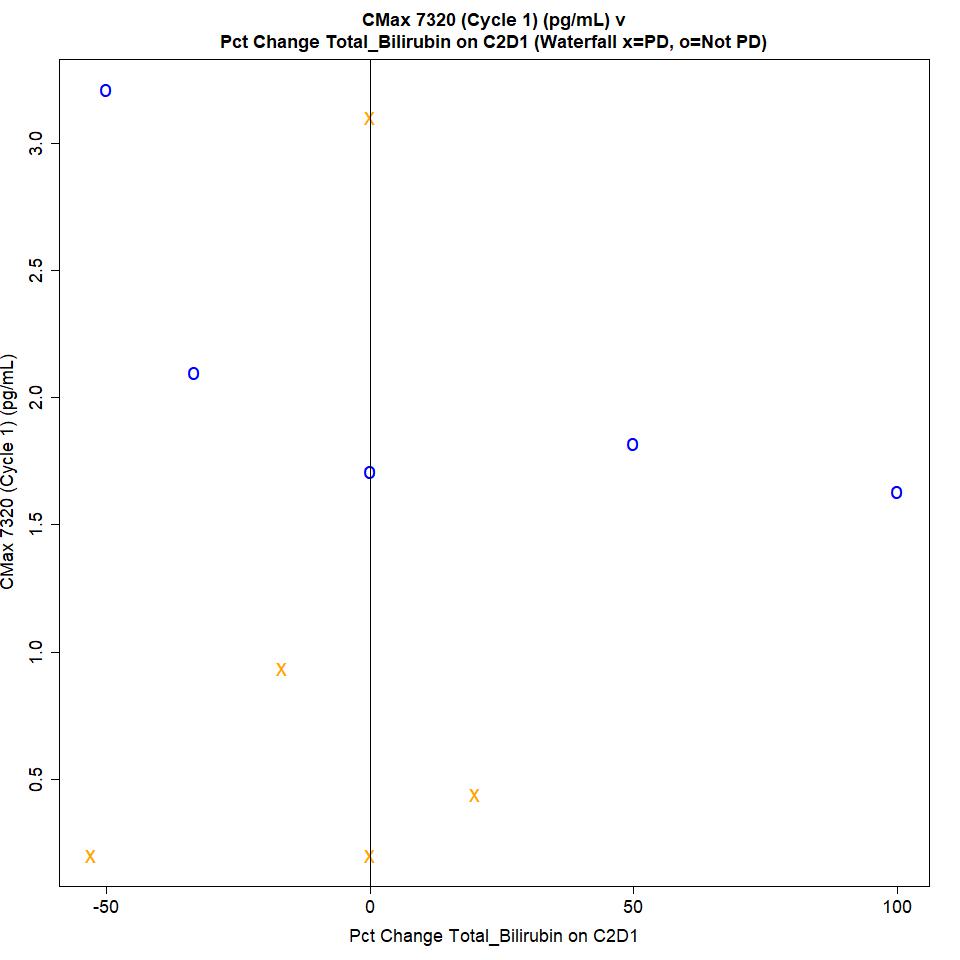 CMax 7320 (Cycle 1) (pg/mL) v
Pct Change Total_Bilirubin on C2D1 (Waterfall x=PD, o=Not PD)
CMax 7320 (Cycle 1) (pg/mL)
3.0
2.5
2.0
1.5
1.0
0.5
O
X
O
O
O
O
X
X
X
X
-50
0
50
100
Pct Change Total_Bilirubin on C2D1